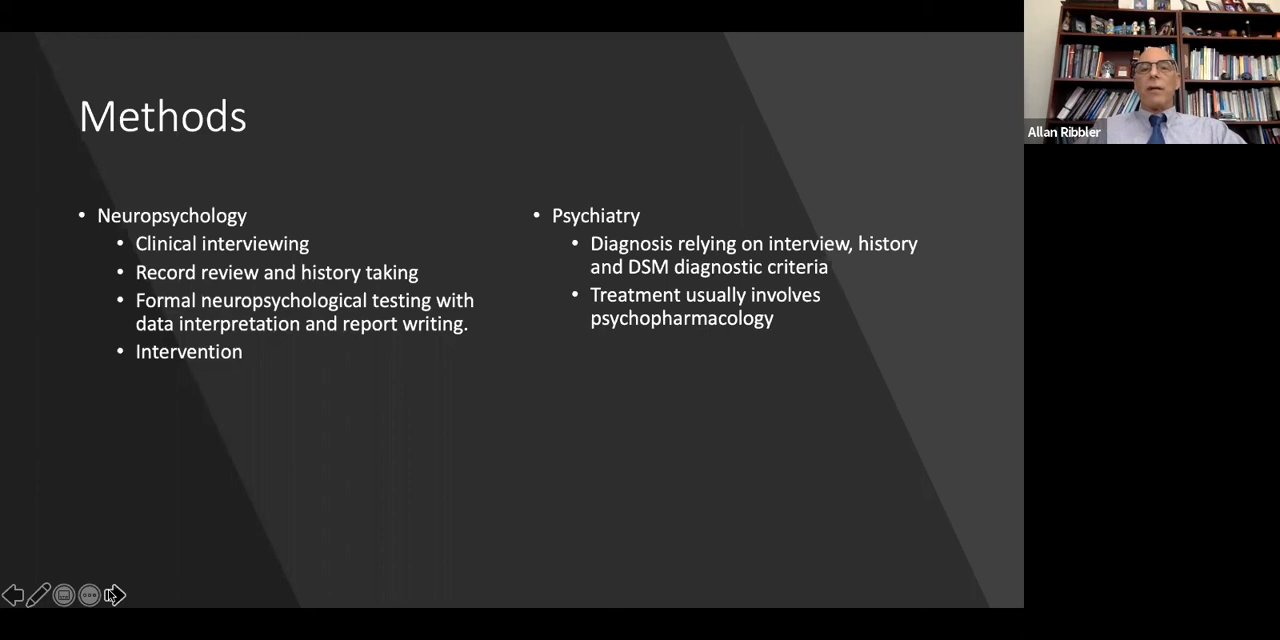 Methods
Neuropsychology
Clinical interviewing
Record review and history taking
Formal neuropsychological testing with
data interpretation and report writing.
Intervention
Psychiatry
Diagnosis relying on interview, history
and DSM diagnostic criteria
Treatment usually involves
psychopharmacology
Allan Ribbler